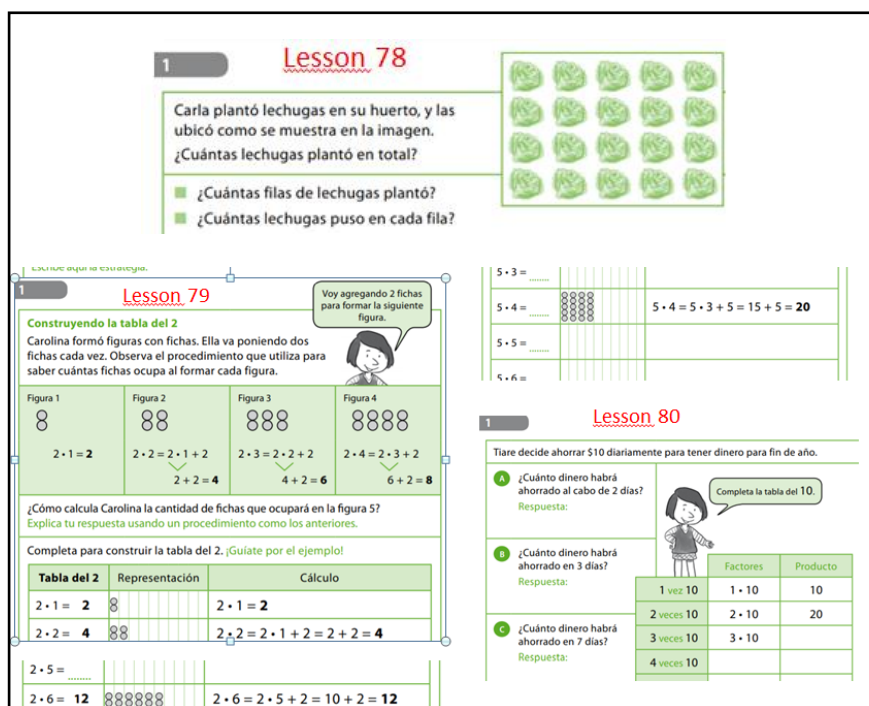 Lesson 78
1
Carla plantó lechugas en su huerto, y las
ubicó como se muestra en la imagen.
¿Cuántas lechugas plantó en total?
¿Cuántas filas de lechugas plantó?
¿Cuántas lechugas puso en cada fila?
Escribe aquí la estrategia.
1
Lesson 79
Voy agregando 2 fichas
para formar la siguiente
figura.
Construyendo la tabla del 2
Carolina formó figuras con fichas. Ella va poniendo dos
fichas cada vez. Observa el procedimiento que utiliza para
saber cuántas fichas ocupa al formar cada figura.
Figura 1 Figura 2 Figura 3 Figura 4
2 • 1 = 2 2 • 2 = 2 • 1 + 2 2 • 3 = 2 • 2 + 2 2 • 4 = 2 • 3 + 2
2 + 2 = 4 4 + 2 = 6 6 + 2 = 8
¿Cómo calcula Carolina la cantidad de fichas que ocupará en la figura 5?
Explica tu respuesta usando un procedimiento como los anteriores.
Completa para construir la tabla del 2. ¡Guíate por el ejemplo!
Tabla del 2 Representación Cálculo
2 • 1 = 2 2 • 1 = 2
2 • 2 = 4 2 • 2 = 2 • 1 + 2 = 2 + 2 = 4
2 • 5 = ........
2 • 6 = 12 2 • 6 = 2 • 5 + 2 = 10 + 2 = 12
5 • 3 = ........
5 • 4 = ........ 5 • 4 = 5 • 3 + 5 = 15 + 5 = 20
5 • 5 = ........
5 • 6 =
1
Lesson 80
Tiare decide ahorrar $10 diariamente para tener dinero para fin de año.
A ¿Cuánto dinero habrá
ahorrado al cabo de 2 días?
Respuesta:
B ¿Cuánto dinero habrá
ahorrado en 3 días?
Respuesta:
C ¿Cuánto dinero habrá
ahorrado en 7 días?
Respuesta:
Completa la tabla del 10.
Factores Producto
1 vez 10 1 • 10 10
2 veces 10 2 • 10 20
3 veces 10 3 • 10
4 veces 10